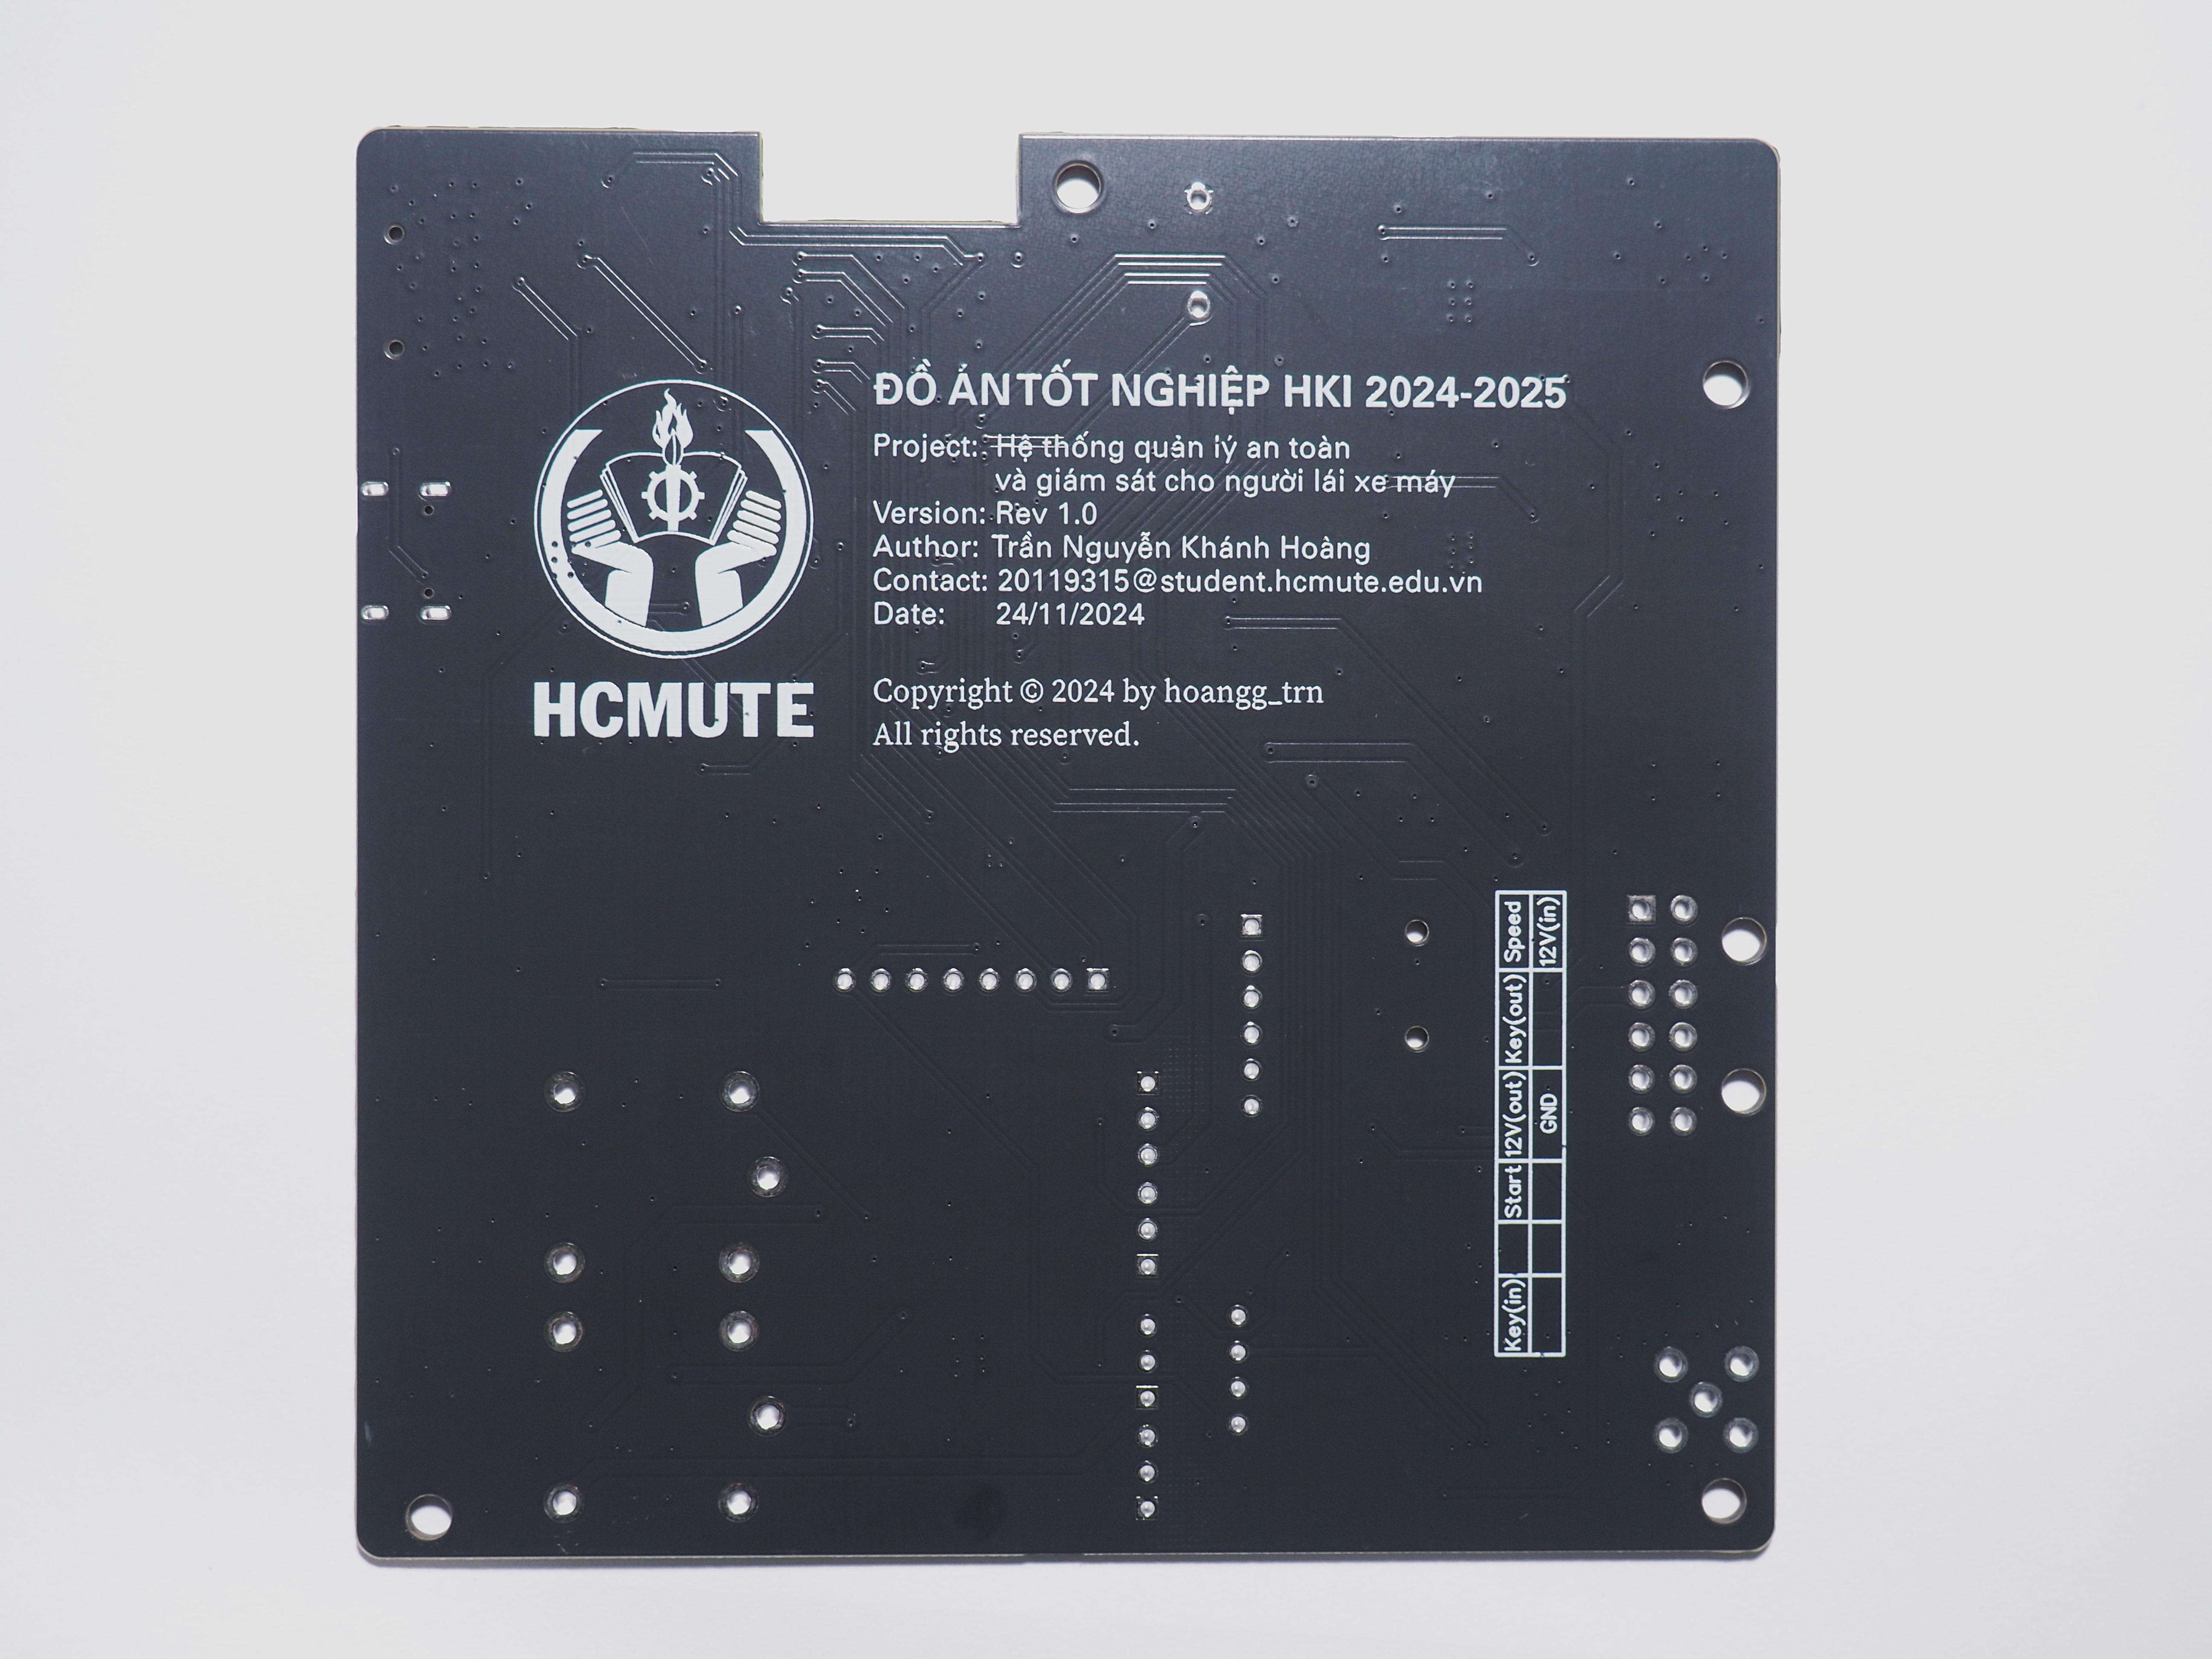 ĐỒ ÁN TỐT NGHIỆP HKI 2024-2025
Project: Hệ thống quản lý an toàn
và giám sát cho người lái xe máy
Version: Rev 1.0
Author: Trần Nguyễn Khánh Hoàng
Contact: 20119315@student.hcmute.edu.vn
Date: 24/11/2024
HCMUTE
Copyright © 2024 by hoangg_trn
All rights reserved.
Key(in) Start 12V(out) Key(out) Speed
GND 12V(in)